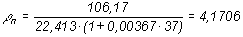 ρₙ = 106,17 / (22,413·(1+0,00367·37)) = 4,1706